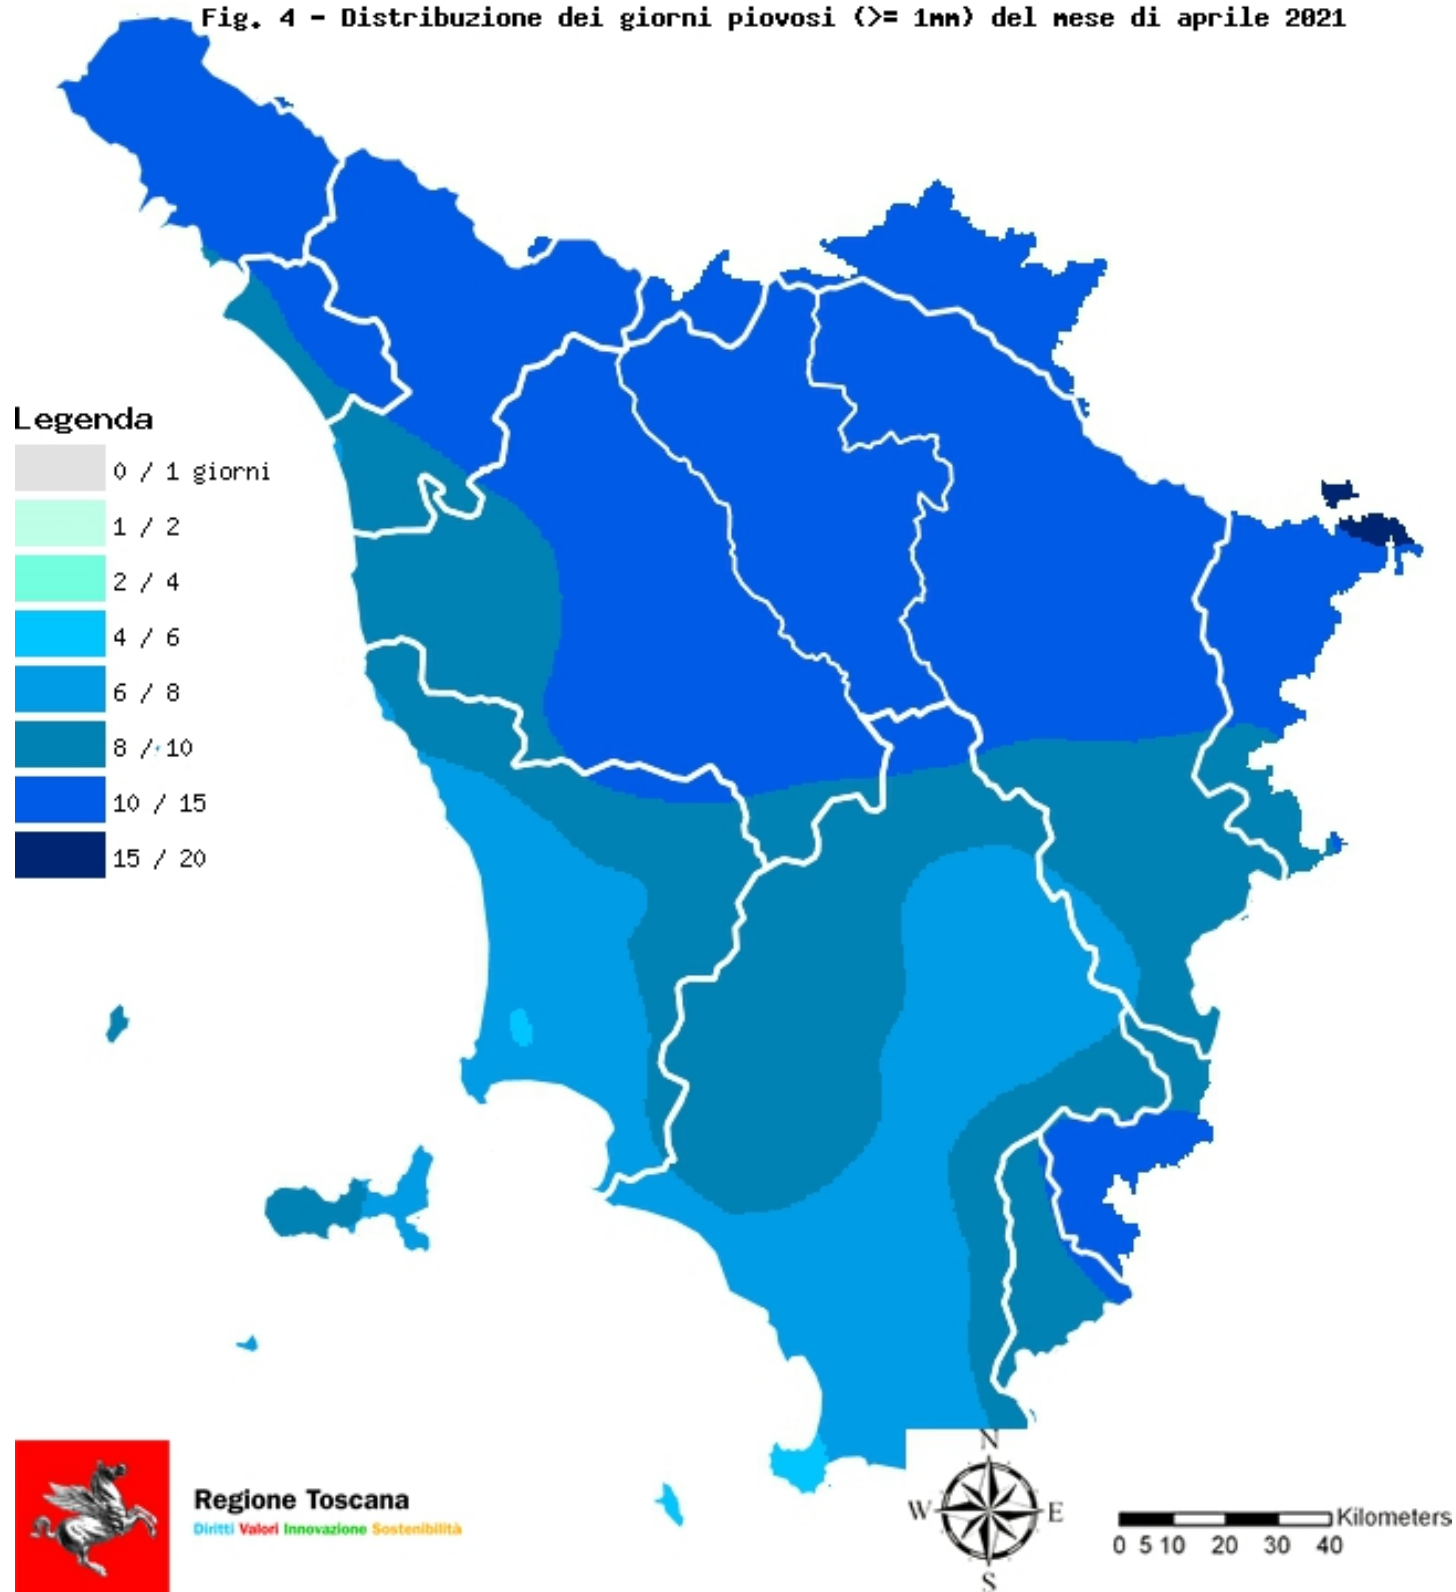 Fig. 4 - Distribuzione dei giorni piovosi (>= 1mm) del mese di aprile 2021
Legenda
0 / 1 giorni
1 / 2
2 / 4
4 / 6
6 / 8
8 / 10
10 / 15
15 / 20
Regione Toscana
Diritti Valori Innovazione Sostenibilità
N
W E
S
Kilometers
0 5 10 20 30 40